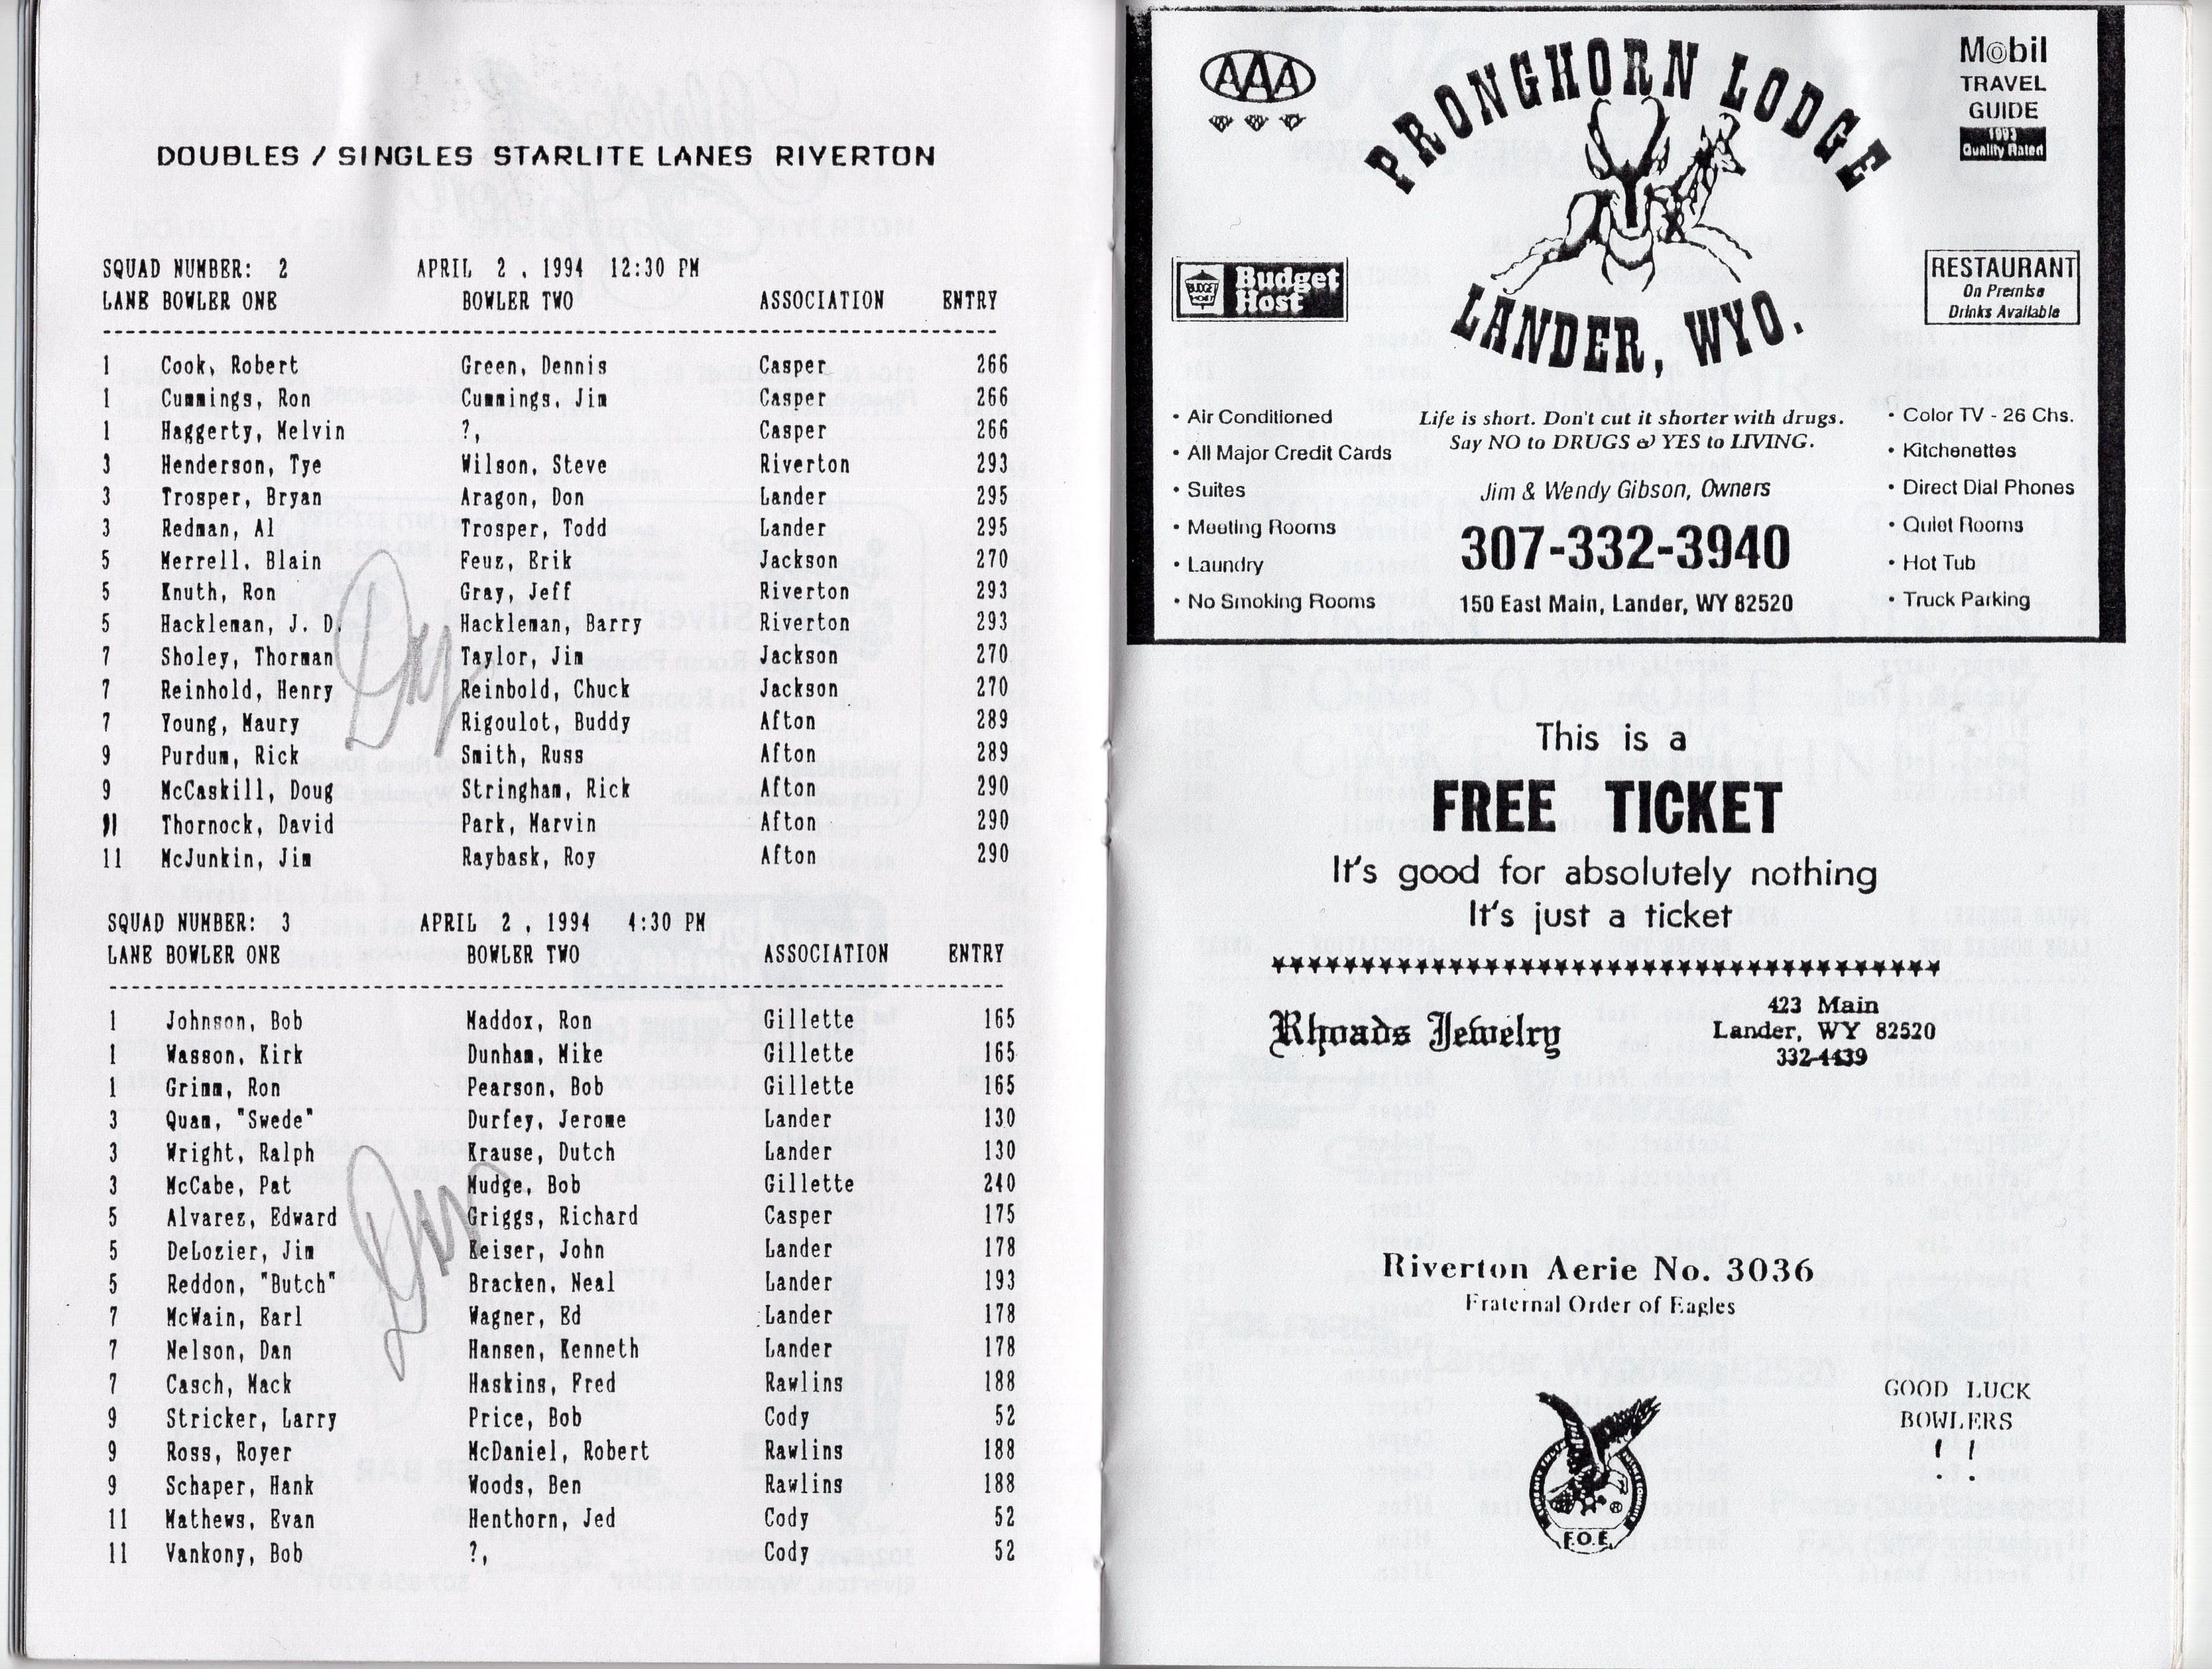 DOUBLES / SINGLES STARLITE LANES RIVERTON
SQUAD NUMBER: 2 APRIL 2 , 1994 12:30 PM
LANE BOWLER ONE BOWLER TWO ASSOCIATION ENTRY
1 Cook, Robert Green, Dennis Casper 266
1 Cummings, Ron Cummings, Jim Casper 266
1 Haggerty, Melvin ?, Casper 266
3 Henderson, Tye Wilson, Steve Riverton 293
3 Trosper, Bryan Aragon, Don Lander 295
3 Redman, Al Trosper, Todd Lander 295
5 Merrell, Blain Feuz, Erik Jackson 270
5 Knuth, Ron Gray, Jeff Riverton 293
5 Hackleman, J. D. Hackleman, Barry Riverton 293
7 Sholey, Thorman Taylor, Jim Jackson 270
7 Reinhold, Henry Reinbold, Chuck Jackson 270
7 Young, Maury Rigoulot, Buddy Afton 289
9 Purdum, Rick Smith, Russ Afton 289
9 McCaskill, Doug Stringham, Rick Afton 290
11 Thornock, David Park, Marvin Afton 290
11 McJunkin, Jim Raybask, Roy Afton 290
SQUAD NUMBER: 3 APRIL 2 , 1994 4:30 PM
LANE BOWLER ONE BOWLER TWO ASSOCIATION ENTRY
1 Johnson, Bob Maddox, Ron Gillette 165
1 Wasson, Kirk Dunham, Mike Gillette 165
1 Grimm, Ron Pearson, Bob Gillette 165
3 Quam, "Swede" Durfey, Jerome Lander 130
3 Wright, Ralph Krause, Dutch Lander 130
3 McCabe, Pat Mudge, Bob Gillette 240
5 Alvarez, Edward Griggs, Richard Casper 175
5 DeLozier, Jim Keiser, John Lander 178
5 Reddon, "Butch" Bracken, Neal Lander 193
7 McWain, Earl Wagner, Ed Lander 178
7 Nelson, Dan Hansen, Kenneth Lander 178
7 Casch, Mack Haskins, Fred Rawlins 188
9 Stricker, Larry Price, Bob Cody 52
9 Ross, Royer McDaniel, Robert Rawlins 188
9 Schaper, Hank Woods, Ben Rawlins 188
11 Mathews, Evan Henthorn, Jed Cody 52
11 Vankony, Bob ?, Cody 52
AAA
PRONGHORN LODGE
LANDER, WYO.
Mobil
TRAVEL
GUIDE
1993
Quality Rated
BUDGET HOST
Budget
Host
RESTAURANT
On Premise
Drinks Available
• Air Conditioned
• All Major Credit Cards
• Suites
• Meeting Rooms
• Laundry
• No Smoking Rooms
Life is short. Don't cut it shorter with drugs.
Say NO to DRUGS & YES to LIVING.
Jim & Wendy Gibson, Owners
307-332-3940
150 East Main, Lander, WY 82520
• Color TV - 26 Chs.
• Kitchenettes
• Direct Dial Phones
• Quiet Rooms
• Hot Tub
• Truck Parking
This is a
FREE TICKET
It's good for absolutely nothing
It's just a ticket
★★★★★★★★★★★★★★★★★★★★★★★★★★★★★★★★★★★★★
Rhoads Jewelry
423 Main
Lander, WY 82520
332-4439
Riverton Aerie No. 3036
Fraternal Order of Eagles
F.O.E.
GOOD LUCK
BOWLERS
! !